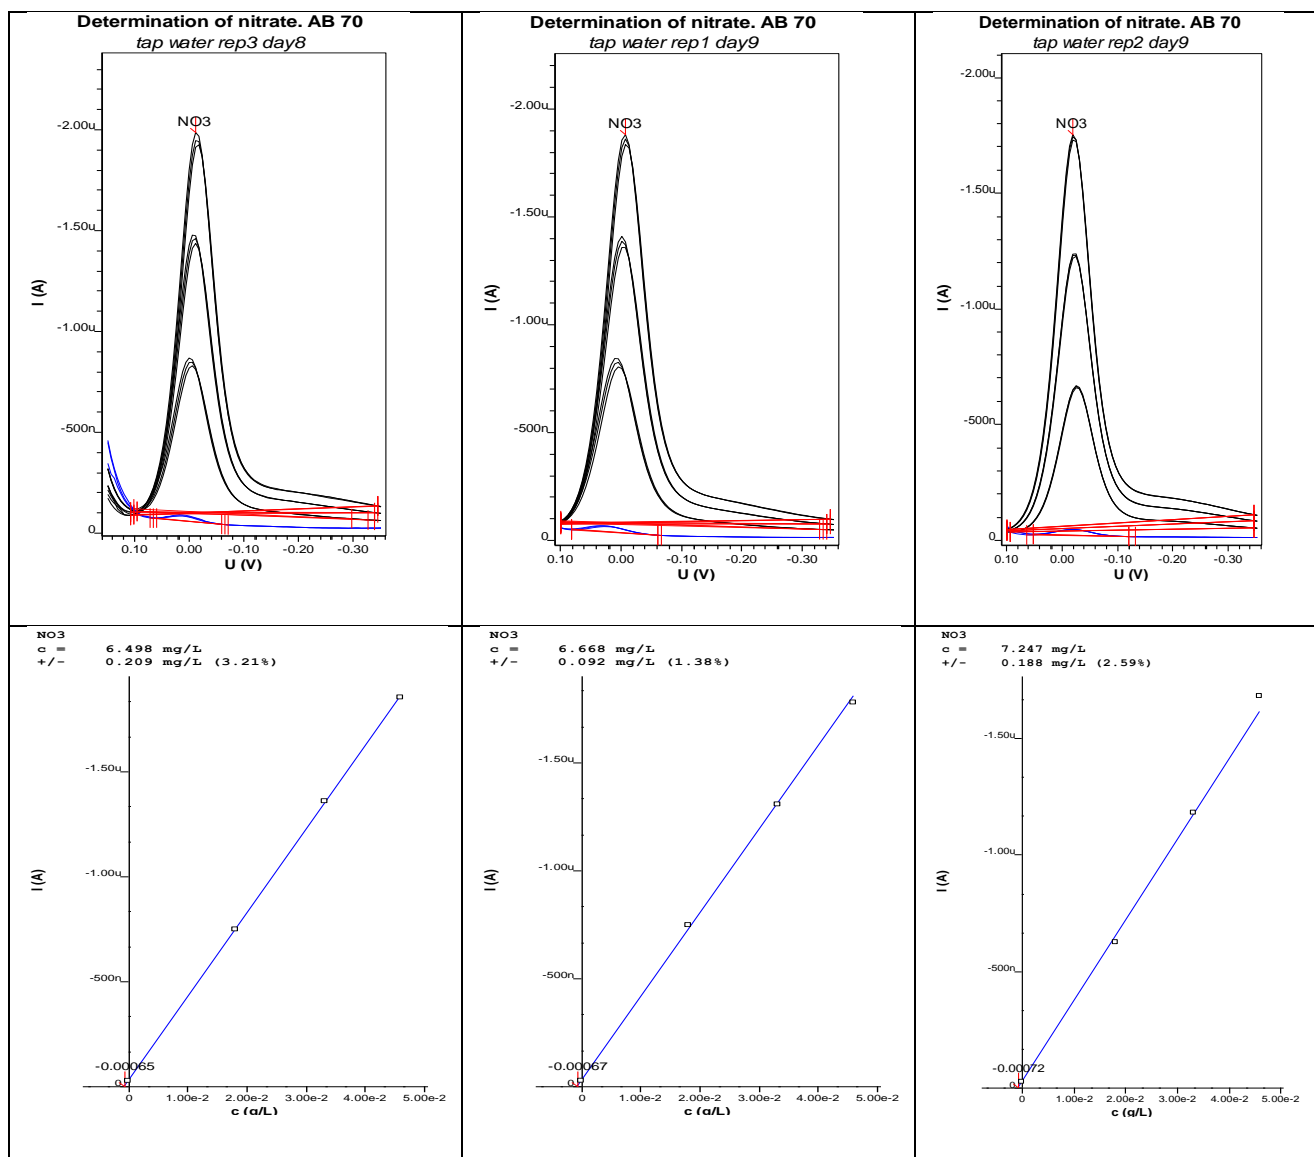 Determination of nitrate. AB 70
tap water rep3 day8
NO3
-2.00u
-1.50u
-1.00u
-500n
0
I (A)
0.10 0.00 -0.10 -0.20 -0.30
U (V)
Determination of nitrate. AB 70
tap water rep1 day9
NO3
-2.00u
-1.50u
-1.00u
-500n
0
I (A)
0.10 0.00 -0.10 -0.20 -0.30
U (V)
Determination of nitrate. AB 70
tap water rep2 day9
NO3
-2.00u
-1.50u
-1.00u
-500n
0
I (A)
0.10 -0.00 -0.10 -0.20 -0.30
U (V)
NO3
c = 6.498 mg/L
+/- 0.209 mg/L (3.21%)
-1.50u
-1.00u
-500n
-0.00065
0
I (A)
0 1.00e-2 2.00e-2 3.00e-2 4.00e-2 5.00e-2
c (g/L)
NO3
c = 6.668 mg/L
+/- 0.092 mg/L (1.38%)
-1.50u
-1.00u
-500n
-0.00067
0
I (A)
0 1.00e-2 2.00e-2 3.00e-2 4.00e-2 5.00e-2
c (g/L)
NO3
c = 7.247 mg/L
+/- 0.188 mg/L (2.59%)
-1.50u
-1.00u
-500n
-0.00072
0
I (A)
0 1.00e-2 2.00e-2 3.00e-2 4.00e-2 5.00e-2
c (g/L)